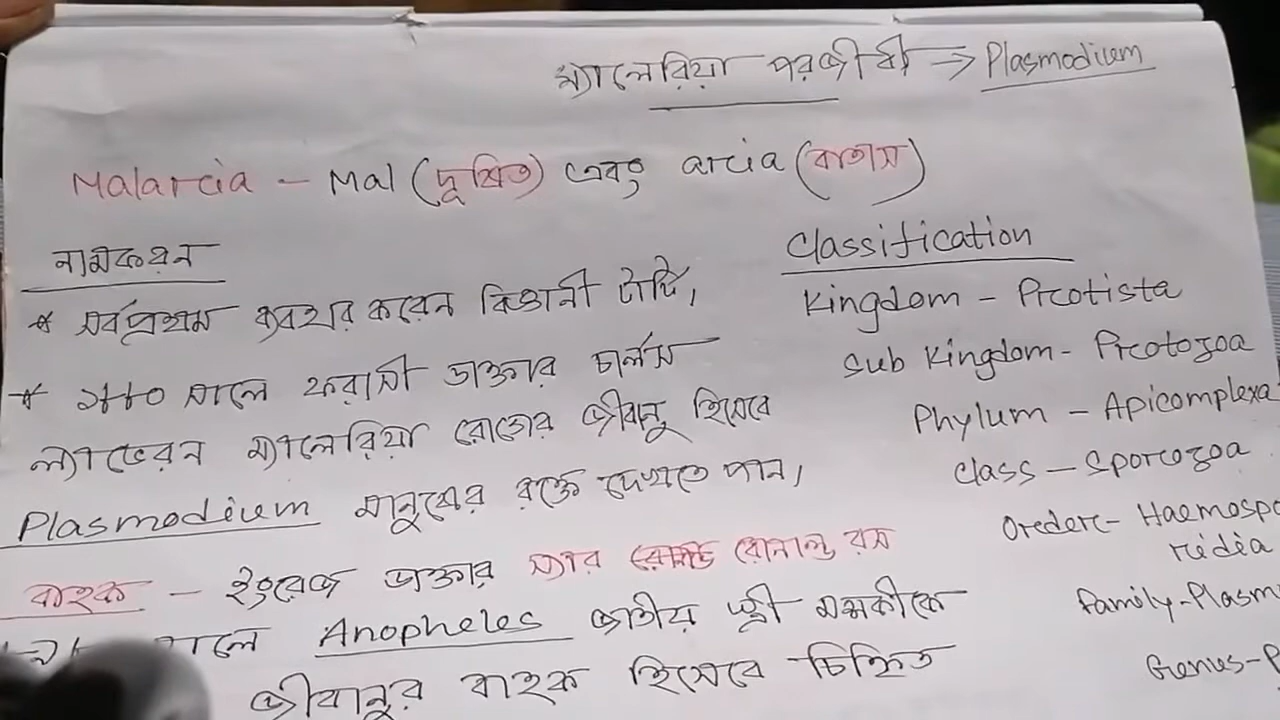 ম্যালেরিয়া পরজীবী ⇒ Plasmodium
Malaria - Mal (দূষিত) এবং aria (বাতাস)
নামকরন
* সর্বপ্রথম ব্যবহার করেন বিজ্ঞানী টর্টি,
* ১৮৮০ সালে ফরাসী ডাক্তার চার্লস
ল্যাভেরন ম্যালেরিয়া রোগের জীবানু হিসেবে
Plasmodium মানুষের রক্তে দেখতে পান,
বাহক - ইংরেজ ডাক্তার স্যার রোনাল্ড রস
সালে Anopheles জাতীয় স্ত্রী মশকীকে
জীবানুর বাহক হিসেবে চিহ্নিত
Classification
Kingdom - Protista
Sub Kingdom - Protozoa
Phylum - Apicomplexa
Class - Sporozoa
Order - Haemospo
ridia
Family - Plasm
Genus - P